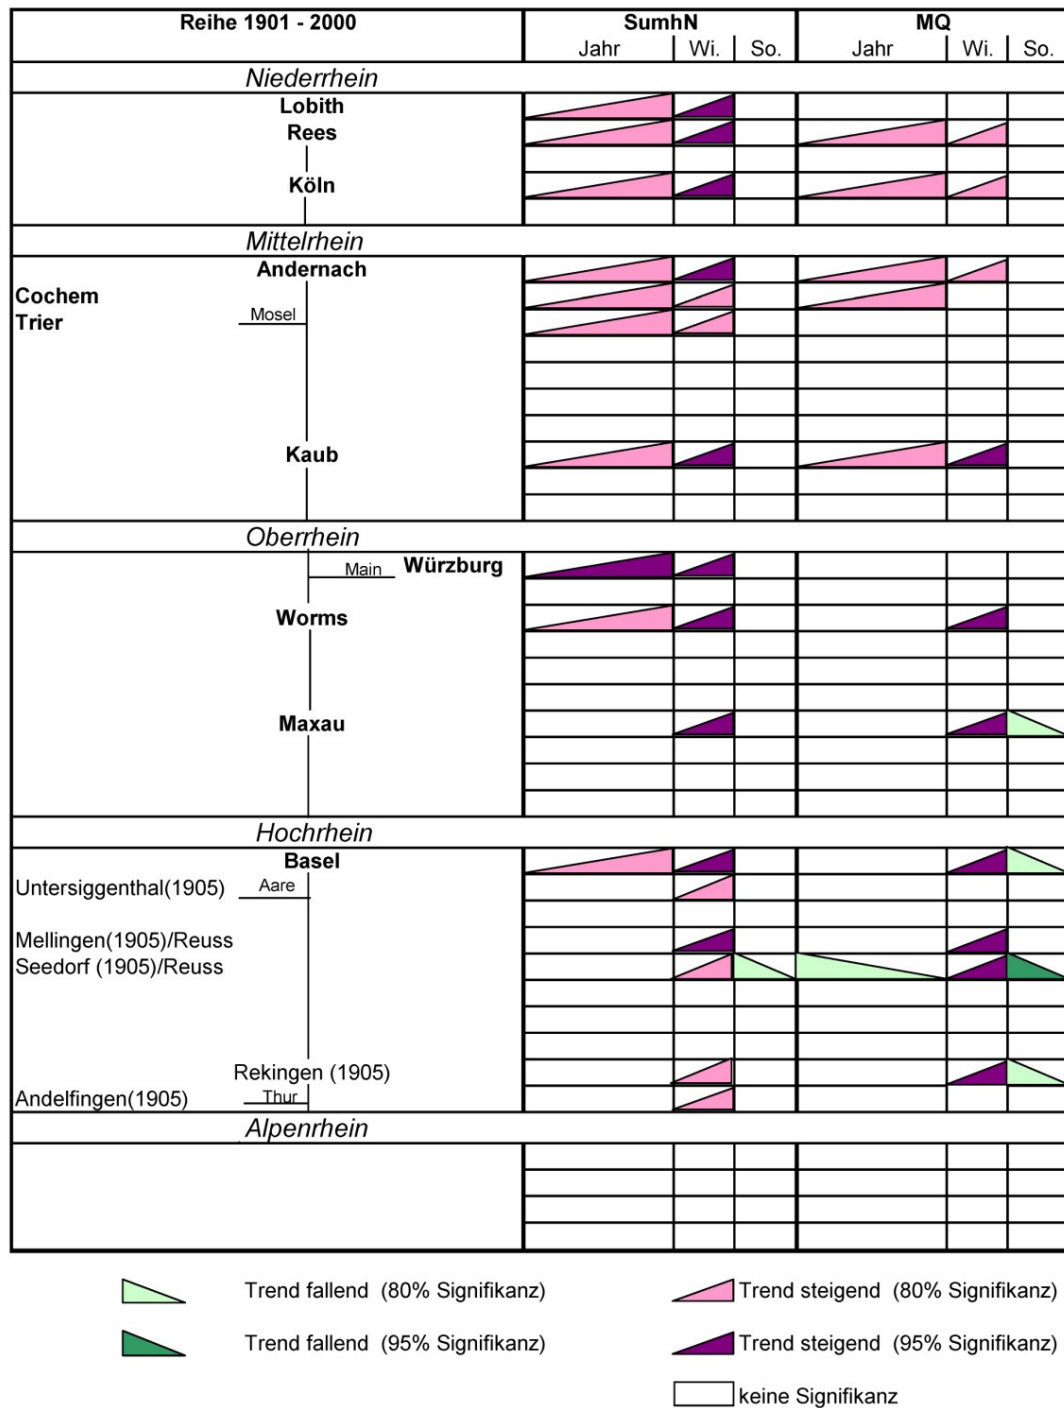 Reihe 1901 - 2000 SumhN MQ
Jahr Wi. So. Jahr Wi. So.
Niederrhein
Lobith
Rees
Köln
Mittelrhein
Andernach
Cochem
Trier Mosel
Kaub
Oberrhein
Main Würzburg
Worms
Maxau
Hochrhein
Basel
Untersiggenthal(1905) Aare
Mellingen(1905)/Reuss
Seedorf (1905)/Reuss
Rekingen (1905)
Andelfingen(1905) Thur
Alpenrhein
Trend fallend (80% Signifikanz) Trend steigend (80% Signifikanz)
Trend fallend (95% Signifikanz) Trend steigend (95% Signifikanz)
keine Signifikanz